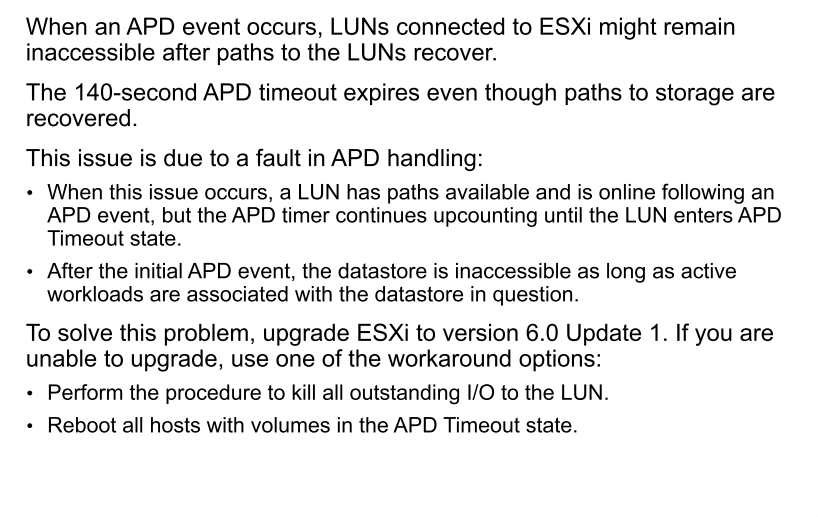 When an APD event occurs, LUNs connected to ESXi might remain
inaccessible after paths to the LUNs recover.
The 140-second APD timeout expires even though paths to storage are
recovered.
This issue is due to a fault in APD handling:
• When this issue occurs, a LUN has paths available and is online following an
APD event, but the APD timer continues upcounting until the LUN enters APD
Timeout state.
• After the initial APD event, the datastore is inaccessible as long as active
workloads are associated with the datastore in question.
To solve this problem, upgrade ESXi to version 6.0 Update 1. If you are
unable to upgrade, use one of the workaround options:
• Perform the procedure to kill all outstanding I/O to the LUN.
• Reboot all hosts with volumes in the APD Timeout state.